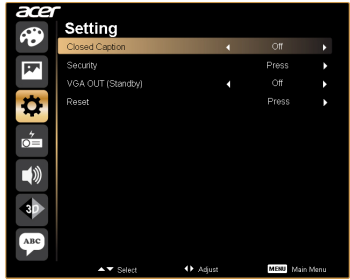 acer
Setting
Closed Caption Off
Security Press
VGA OUT (Standby) Off
Reset Press
3D
ABC
Select Adjust MENU Main Menu